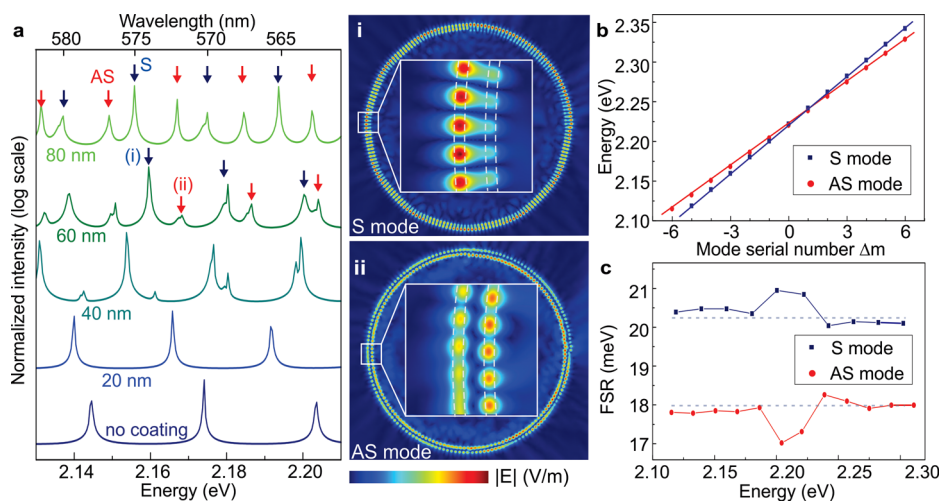 a
Wavelength (nm)
580 575 570 565
Normalized intensity (log scale)
AS
S
80 nm
(i)
(ii)
60 nm
40 nm
20 nm
no coating
2.14 2.16 2.18 2.20
Energy (eV)
i
S mode
ii
AS mode
|E| (V/m)
b
Energy (eV)
2.35
2.30
2.25
2.20
2.15
2.10
S mode
AS mode
-6 -3 0 3 6
Mode serial number Δm
c
FSR (meV)
21
20
19
18
17
S mode
AS mode
2.10 2.15 2.20 2.25 2.30
Energy (eV)